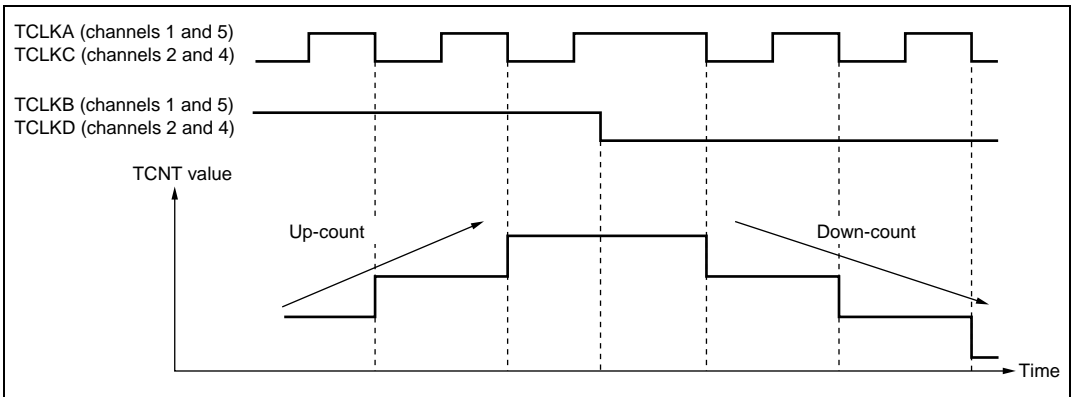 TCLKA (channels 1 and 5)
TCLKC (channels 2 and 4)
TCLKB (channels 1 and 5)
TCLKD (channels 2 and 4)
TCNT value
Up-count
Down-count
Time